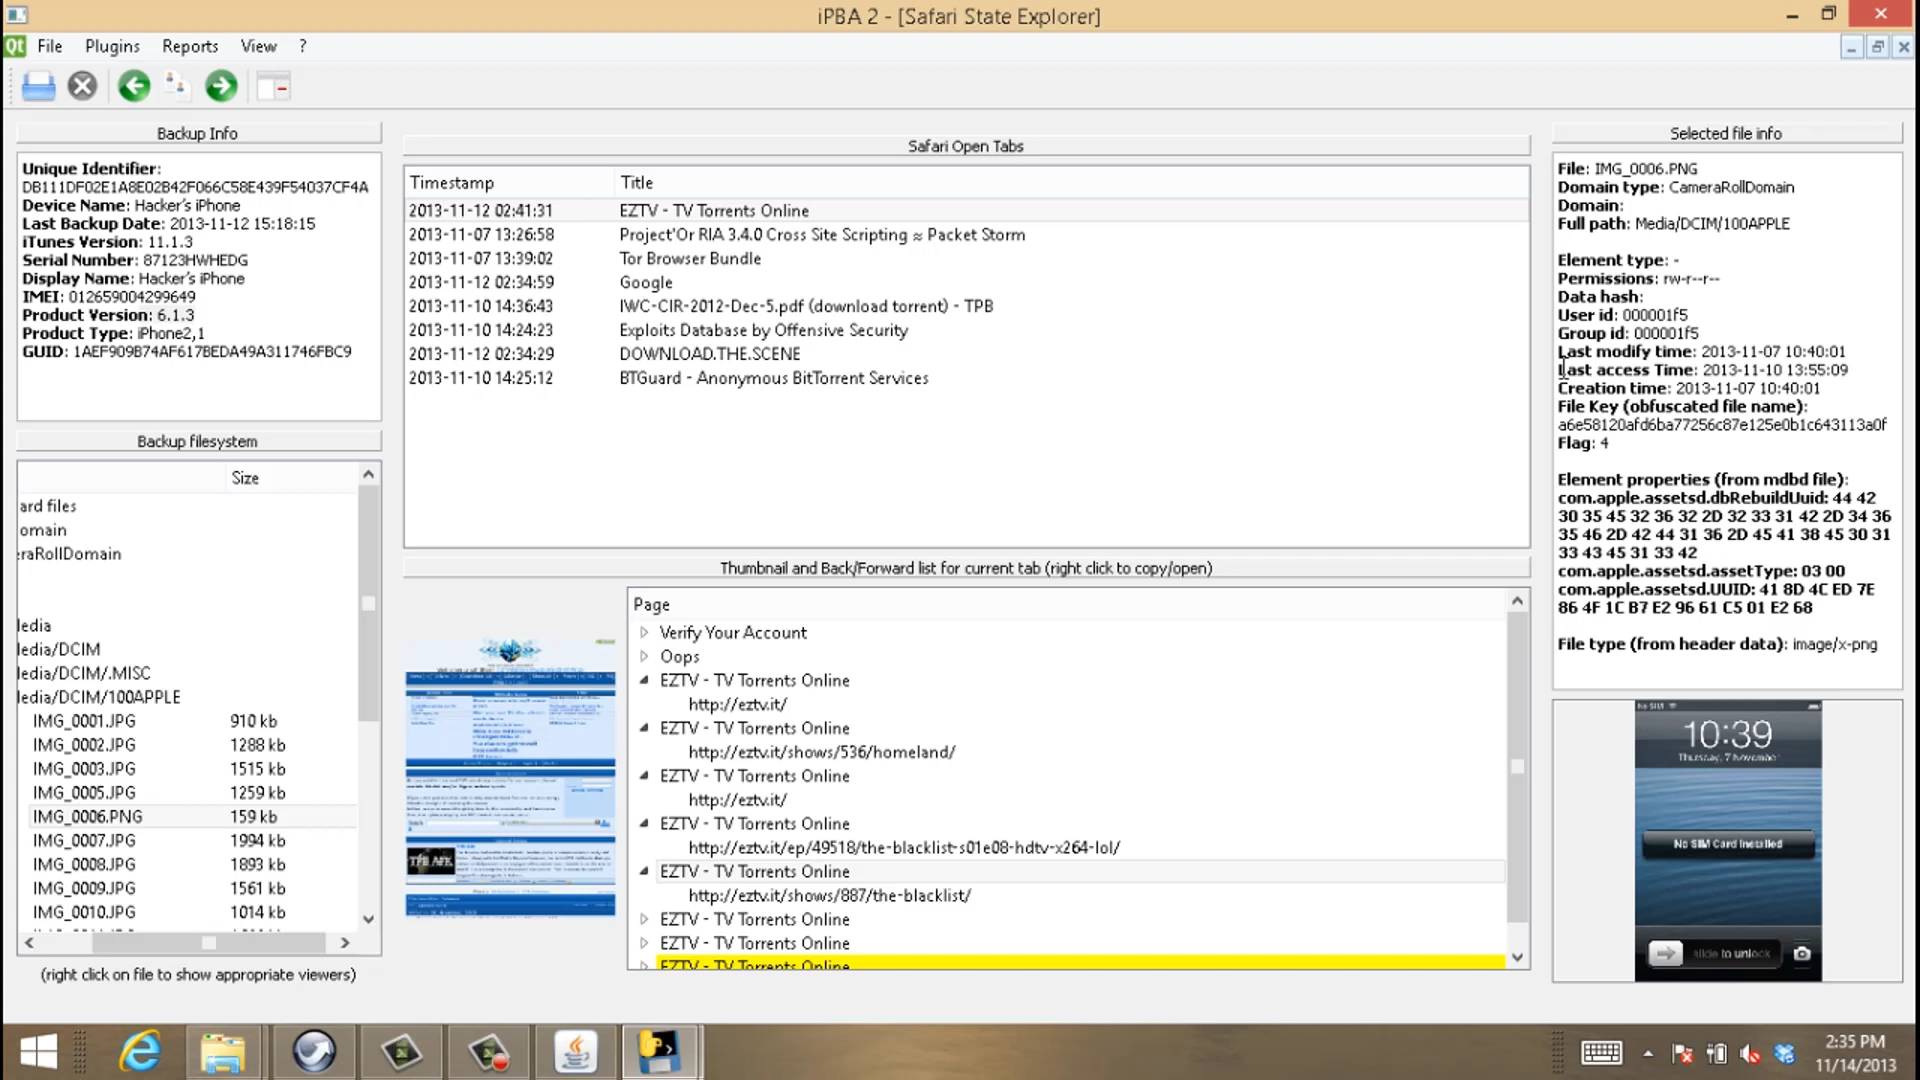 iPBA 2 - [Safari State Explorer]
Qt File Plugins Reports View ?
Backup Info
Unique Identifier:
DB111DF02E1A8E02B42F066C58E439F54037CF4A
Device Name: Hacker's iPhone
Last Backup Date: 2013-11-12 15:18:15
iTunes Version: 11.1.3
Serial Number: 87123HWHEDG
Display Name: Hacker's iPhone
IMEI: 012659004299649
Product Version: 6.1.3
Product Type: iPhone2,1
GUID: 1AEF909B74AF617BEDA49A311746FBC9
Backup filesystem
Size
ard files
omain
eraRollDomain
ledia
ledia/DCIM
ledia/DCIM/.MISC
ledia/DCIM/100APPLE
IMG_0001.JPG 910 kb
IMG_0002.JPG 1288 kb
IMG_0003.JPG 1515 kb
IMG_0005.JPG 1259 kb
IMG_0006.PNG 159 kb
IMG_0007.JPG 1994 kb
IMG_0008.JPG 1893 kb
IMG_0009.JPG 1561 kb
IMG_0010.JPG 1014 kb
(right click on file to show appropriate viewers)
Safari Open Tabs
Timestamp Title
2013-11-12 02:41:31 EZTV - TV Torrents Online
2013-11-07 13:26:58 Project'Or RIA 3.4.0 Cross Site Scripting ≈ Packet Storm
2013-11-07 13:39:02 Tor Browser Bundle
2013-11-12 02:34:59 Google
2013-11-10 14:36:43 IWC-CIR-2012-Dec-5.pdf (download torrent) - TPB
2013-11-10 14:24:23 Exploits Database by Offensive Security
2013-11-12 02:34:29 DOWNLOAD.THE.SCENE
2013-11-10 14:25:12 BTGuard - Anonymous BitTorrent Services
Thumbnail and Back/Forward list for current tab (right click to copy/open)
Page
Verify Your Account
Oops
EZTV - TV Torrents Online
http://eztv.it/
EZTV - TV Torrents Online
http://eztv.it/shows/536/homeland/
EZTV - TV Torrents Online
http://eztv.it/
EZTV - TV Torrents Online
http://eztv.it/ep/49518/the-blacklist-s01e08-hdtv-x264-lol/
EZTV - TV Torrents Online
http://eztv.it/shows/887/the-blacklist/
EZTV - TV Torrents Online
EZTV - TV Torrents Online
EZTV - TV Torrents Online
Selected file info
File: IMG_0006.PNG
Domain type: CameraRollDomain
Domain:
Full path: Media/DCIM/100APPLE
Element type: -
Permissions: rw-r--r--
Data hash:
User id: 000001f5
Group id: 000001f5
Last modify time: 2013-11-07 10:40:01
Last access Time: 2013-11-10 13:55:09
Creation time: 2013-11-07 10:40:01
File Key (obfuscated file name):
a6e58120afd6ba77256c87e125e0b1c643113a0f
Flag: 4
Element properties (from mdbd file):
com.apple.assetsd.dbRebuildUuid: 44 42
30 35 45 32 36 32 2D 32 33 31 42 2D 34 36
35 46 2D 42 44 31 36 2D 45 41 38 45 30 31
33 43 45 31 33 42
com.apple.assetsd.assetType: 03 00
com.apple.assetsd.UUID: 41 8D 4C ED 7E
86 4F 1C B7 E2 96 61 C5 01 E2 68
File type (from header data): image/x-png
No SIM
10:39
Thursday, 7 November
No SIM Card Installed
slide to unlock
2:35 PM
11/14/2013